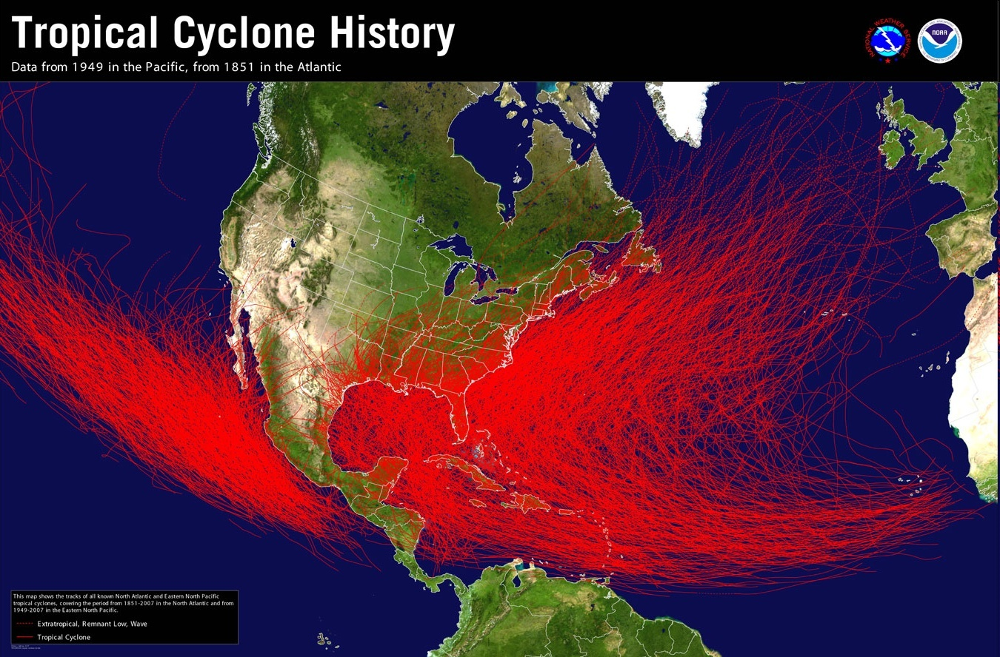 Tropical Cyclone History
Data from 1949 in the Pacific, from 1851 in the Atlantic
NATIONAL WEATHER SERVICE
NOAA
This map shows the tracks of all known North Atlantic and Eastern North Pacific
tropical cyclones, covering the period from 1851-2007 in the North Atlantic and from
1949-2007 in the Eastern North Pacific.
Extratropical, Remnant Low, Wave
Tropical Cyclone